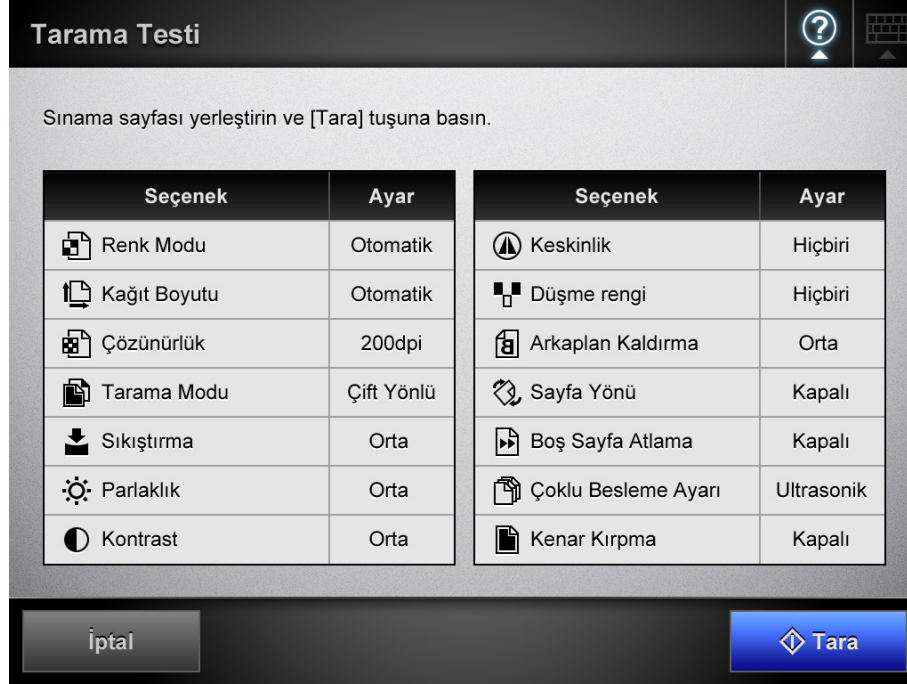 Tarama Testi
Sınama sayfası yerleştirin ve [Tara] tuşuna basın.
Seçenek Ayar
Renk Modu Otomatik
Kağıt Boyutu Otomatik
Çözünürlük 200dpi
Tarama Modu Çift Yönlü
Sıkıştırma Orta
Parlaklık Orta
Kontrast Orta
Seçenek Ayar
Keskinlik Hiçbiri
Düşme rengi Hiçbiri
Arkaplan Kaldırma Orta
Sayfa Yönü Kapalı
Boş Sayfa Atlama Kapalı
Çoklu Besleme Ayarı Ultrasonik
Kenar Kırpma Kapalı
İptal
Tara